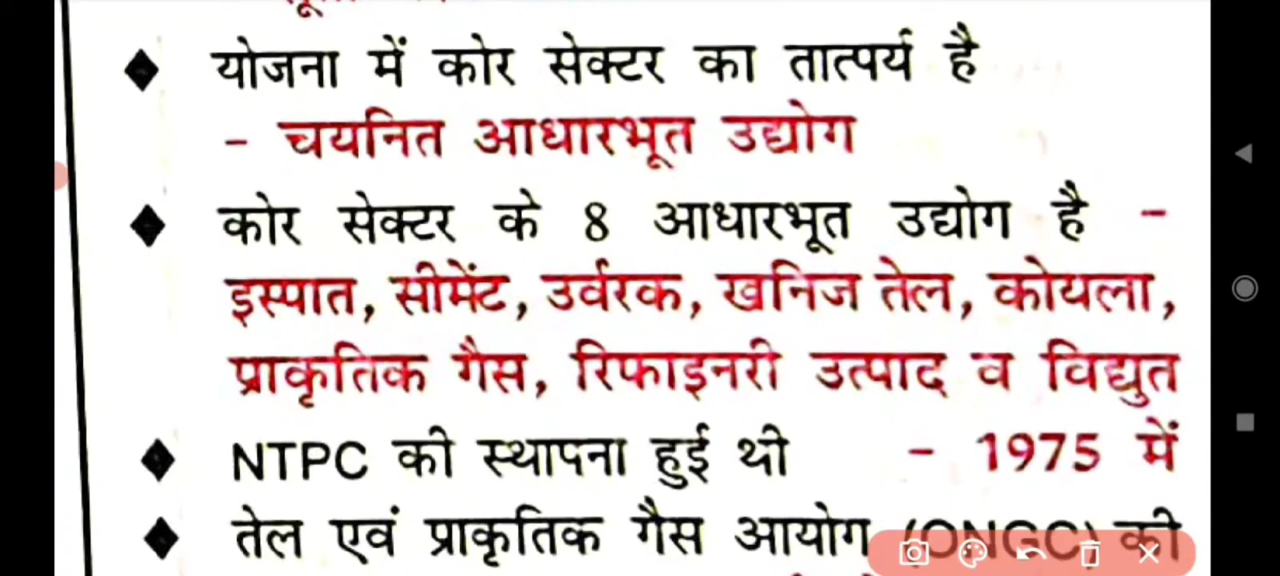 ◆ योजना में कोर सेक्टर का तात्पर्य है
- चयनित आधारभूत उद्योग
◆ कोर सेक्टर के 8 आधारभूत उद्योग है -
इस्पात, सीमेंट, उर्वरक, खनिज तेल, कोयला,
प्राकृतिक गैस, रिफाइनरी उत्पाद व विद्युत
◆ NTPC की स्थापना हुई थी - 1975 में
◆ तेल एवं प्राकृतिक गैस आयोग (ONGC) की